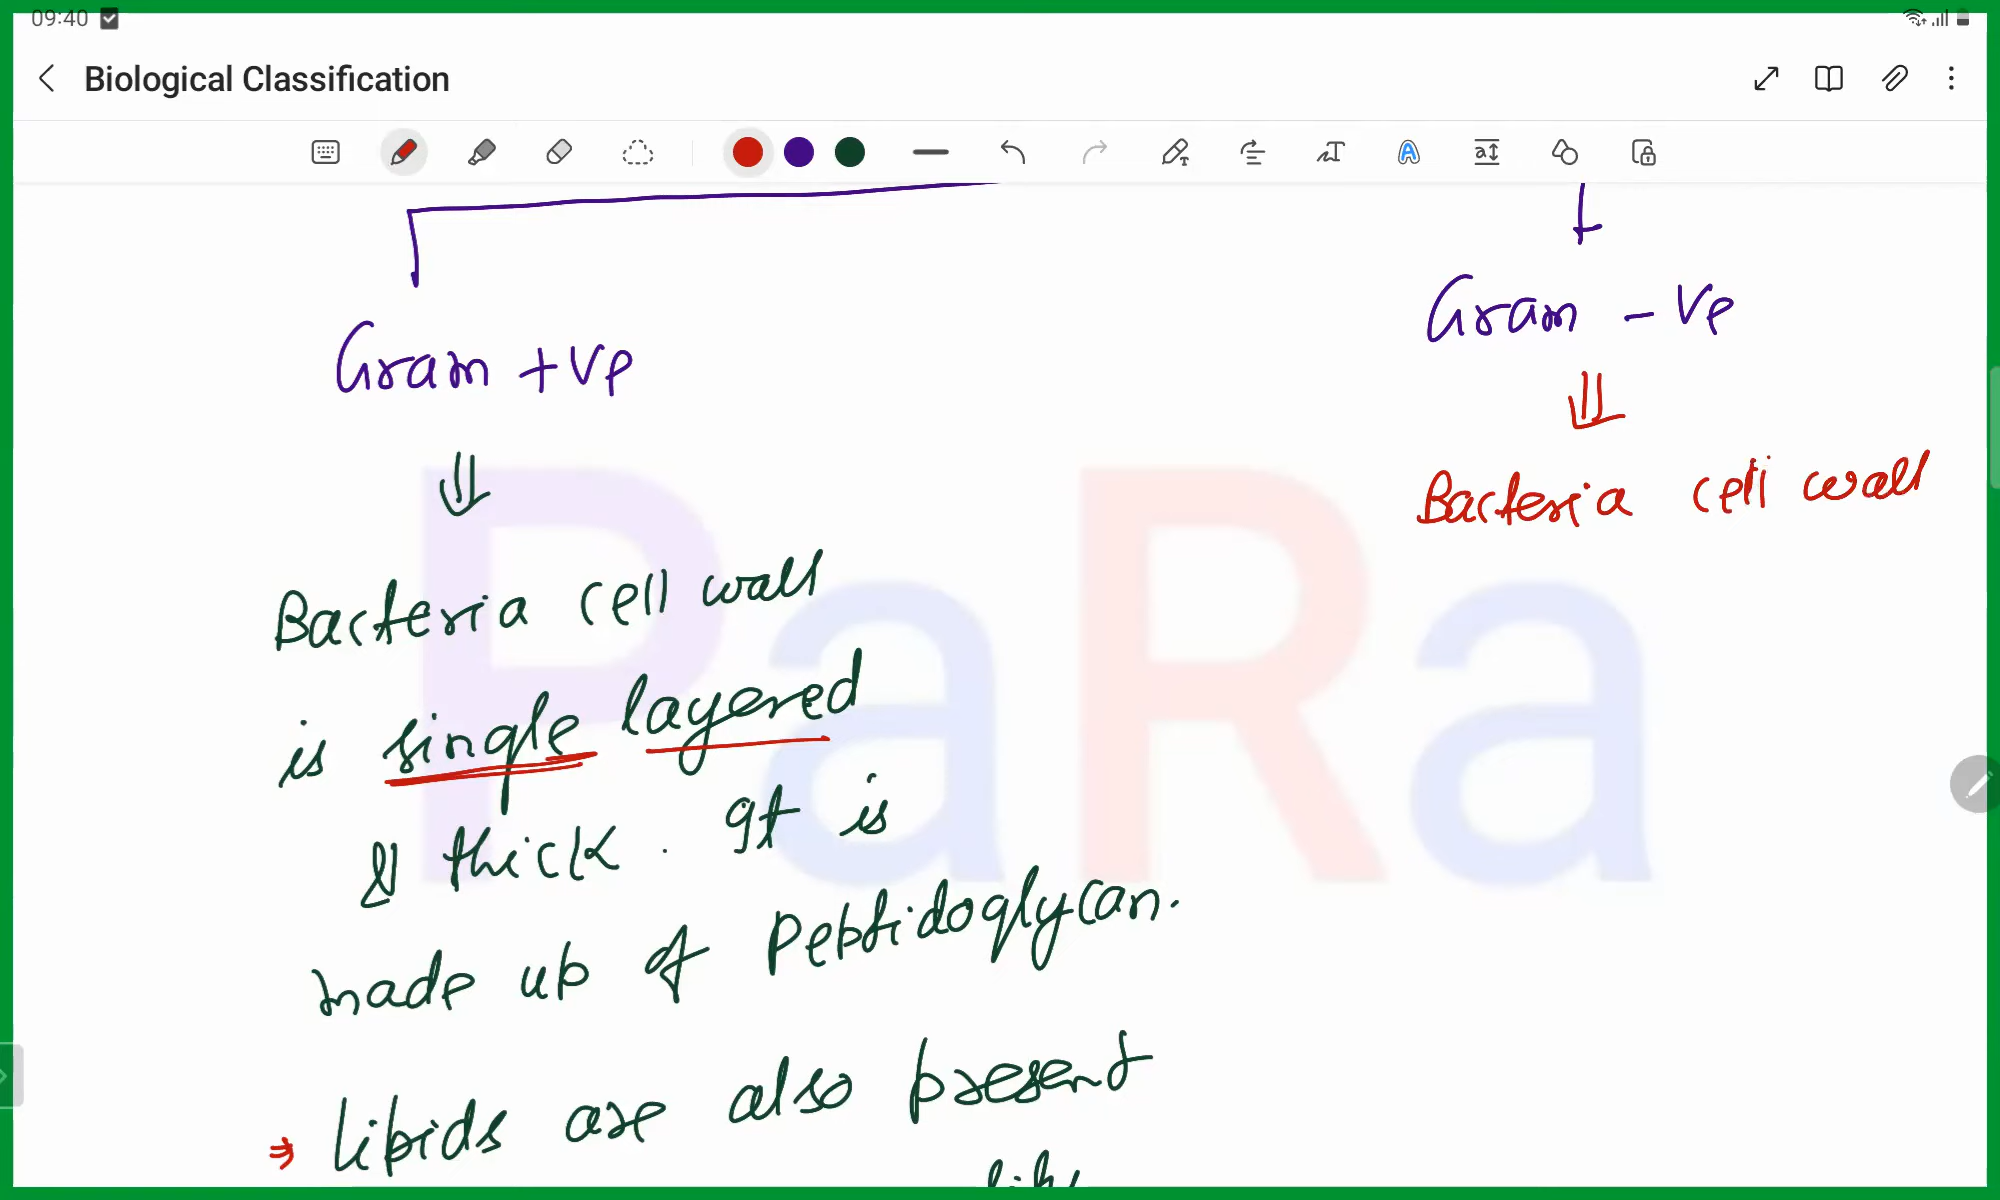 09:40
Biological Classification
Gram +ve
Gram -ve
Bacteria cell wall
Bacteria cell wall
is single layered
& thick. It is
made up of Peptidoglycan.
⇒ lipids are also present
PaRa